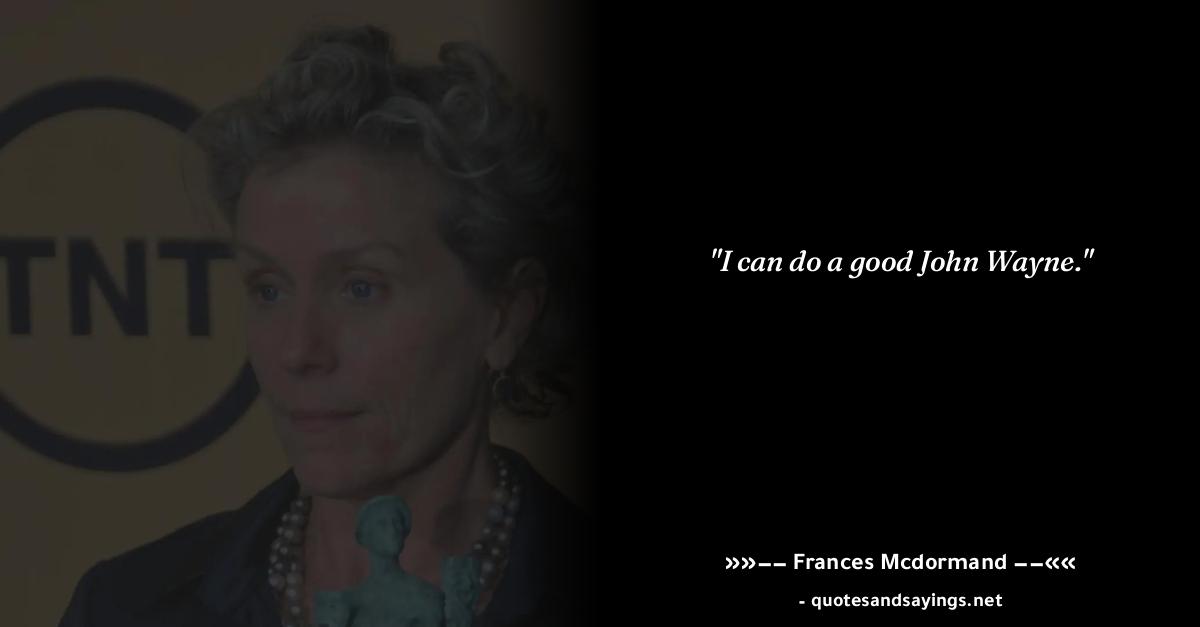 TNT
"I can do a good John Wayne."
»»−− Frances Mcdormand −−««
- quotesandsayings.net